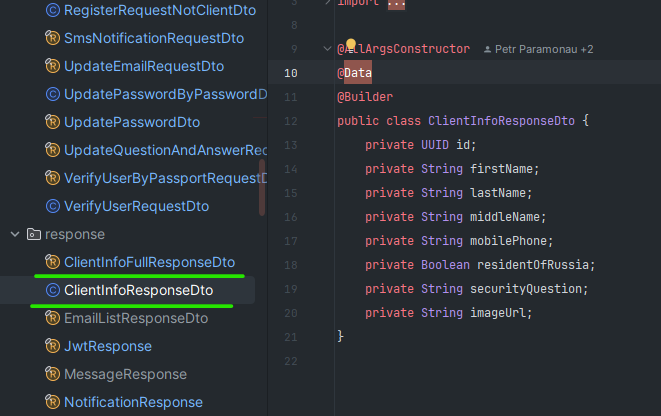 RegisterRequestNotClientDto
SmsNotificationRequestDto
UpdateEmailRequestDto
UpdatePasswordByPasswordD
UpdatePasswordDto
UpdateQuestionAndAnswerRec
VerifyUserByPassportRequestD
VerifyUserRequestDto
response
ClientInfoFullResponseDto
ClientInfoResponseDto
EmailListResponseDto
JwtResponse
MessageResponse
NotificationResponse
3 import ...
8
9 @AllArgsConstructor Petr Paramonau +2
10 @Data
11 @Builder
12 public class ClientInfoResponseDto {
13 private UUID id;
14 private String firstName;
15 private String lastName;
16 private String middleName;
17 private String mobilePhone;
18 private Boolean residentOfRussia;
19 private String securityQuestion;
20 private String imageUrl;
21 }
22